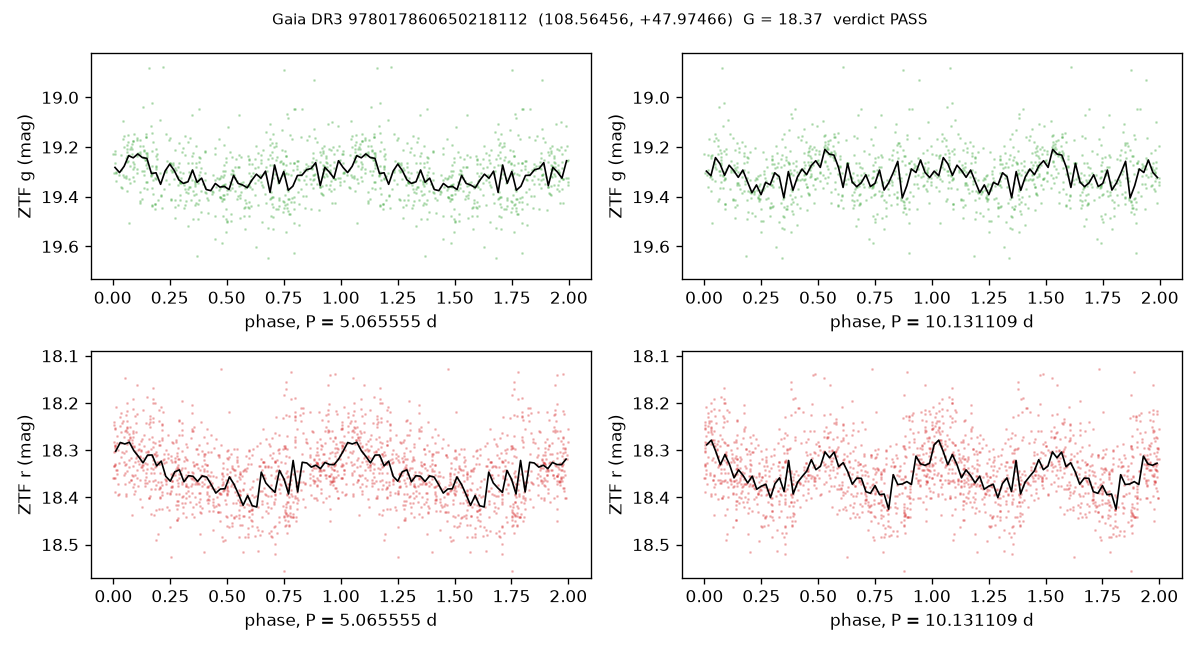 Gaia DR3 978017860650218112 (108.56456, +47.97466) G = 18.37 verdict PASS
ZTF g (mag)
19.0
19.2
19.4
19.6
0.00 0.25 0.50 0.75 1.00 1.25 1.50 1.75 2.00
phase, P = 5.065555 d
ZTF g (mag)
19.0
19.2
19.4
19.6
0.00 0.25 0.50 0.75 1.00 1.25 1.50 1.75 2.00
phase, P = 10.131109 d
ZTF r (mag)
18.1
18.2
18.3
18.4
18.5
0.00 0.25 0.50 0.75 1.00 1.25 1.50 1.75 2.00
phase, P = 5.065555 d
ZTF r (mag)
18.1
18.2
18.3
18.4
18.5
0.00 0.25 0.50 0.75 1.00 1.25 1.50 1.75 2.00
phase, P = 10.131109 d